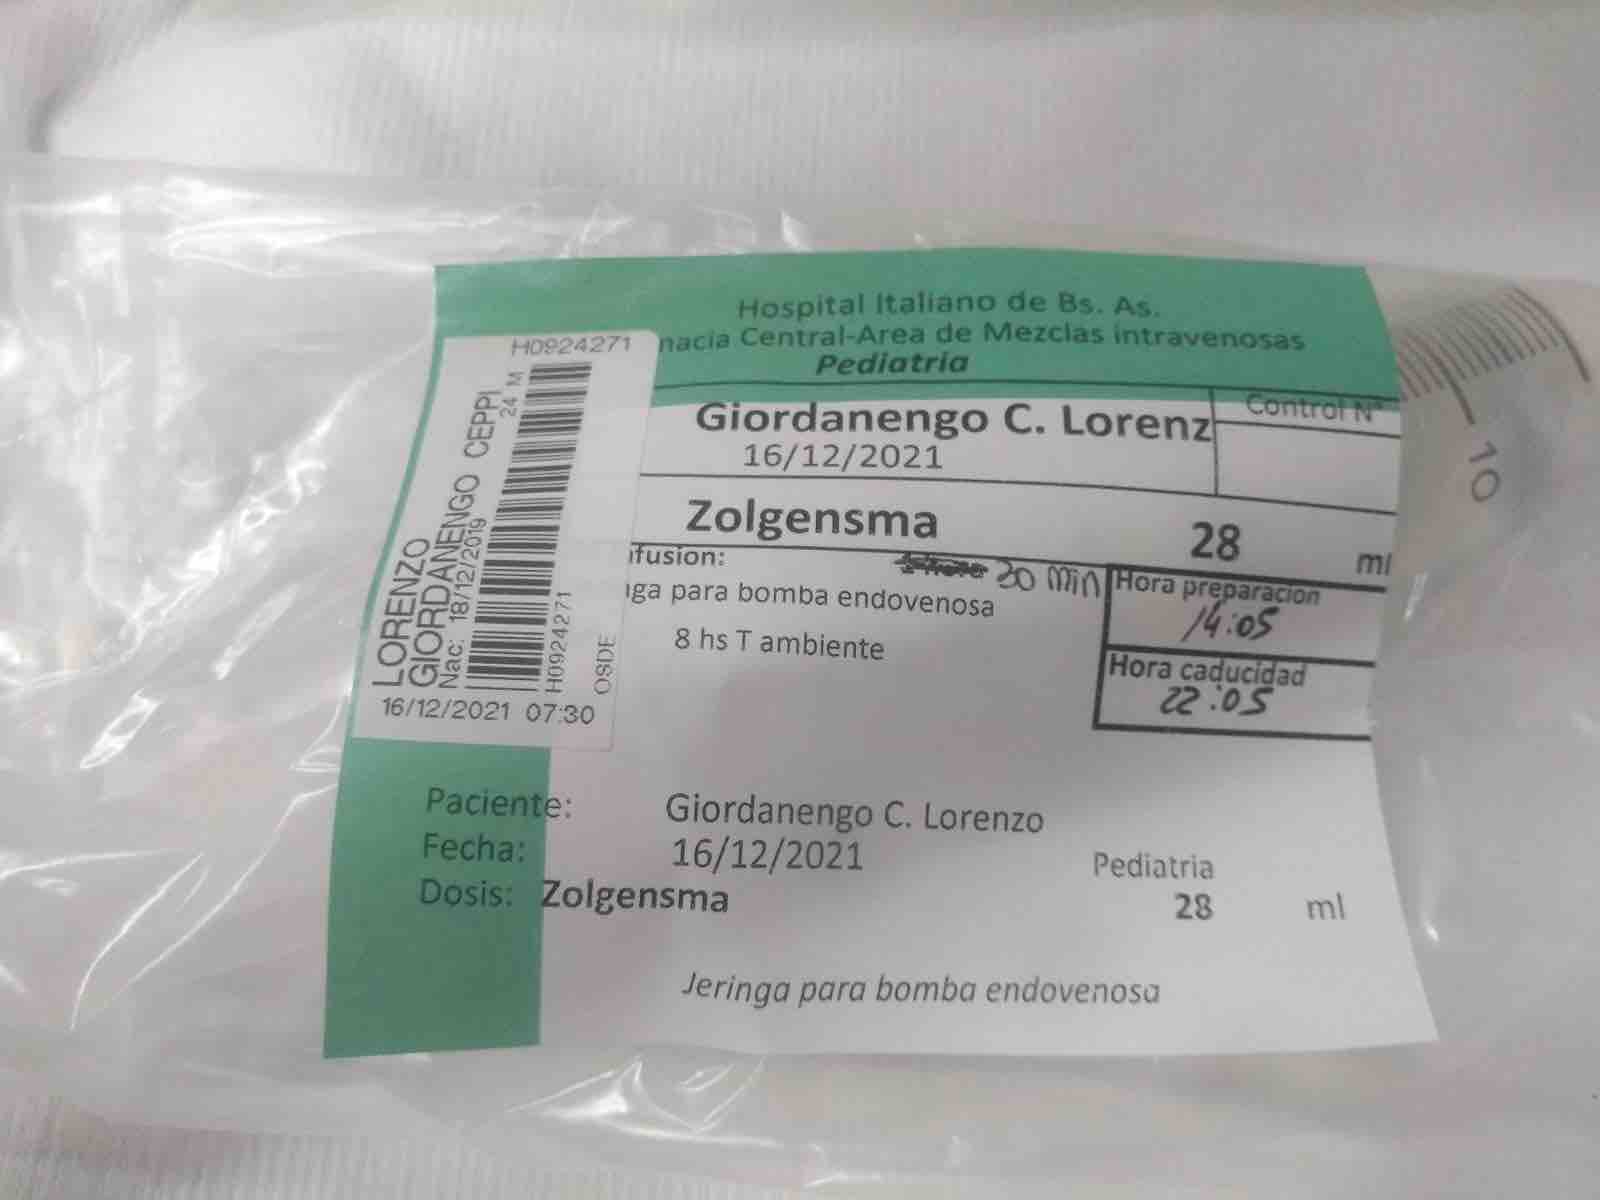 Hospital Italiano de Bs. As.
nacia Central-Area de Mezclas intravenosas
Pediatria
Giordanengo C. Lorenz
Control N°
16/12/2021
Zolgensma 28 ml
fusion: 30 min
ga para bomba endovenosa
8 hs T ambiente
Hora preparacion
14:05
Hora caducidad
22:05
H0924271
LORENZO
GIORDANENGO CEPPI
Nac: 18/12/2019 24 M
H0924271
OSDE
16/12/2021 07:30
Paciente: Giordanengo C. Lorenzo
Fecha: 16/12/2021 Pediatria
Dosis: Zolgensma 28 ml
Jeringa para bomba endovenosa
10